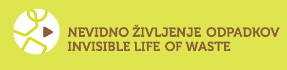 NEVIDNO ŽIVLJENJE ODPADKOV
INVISIBLE LIFE OF WASTE